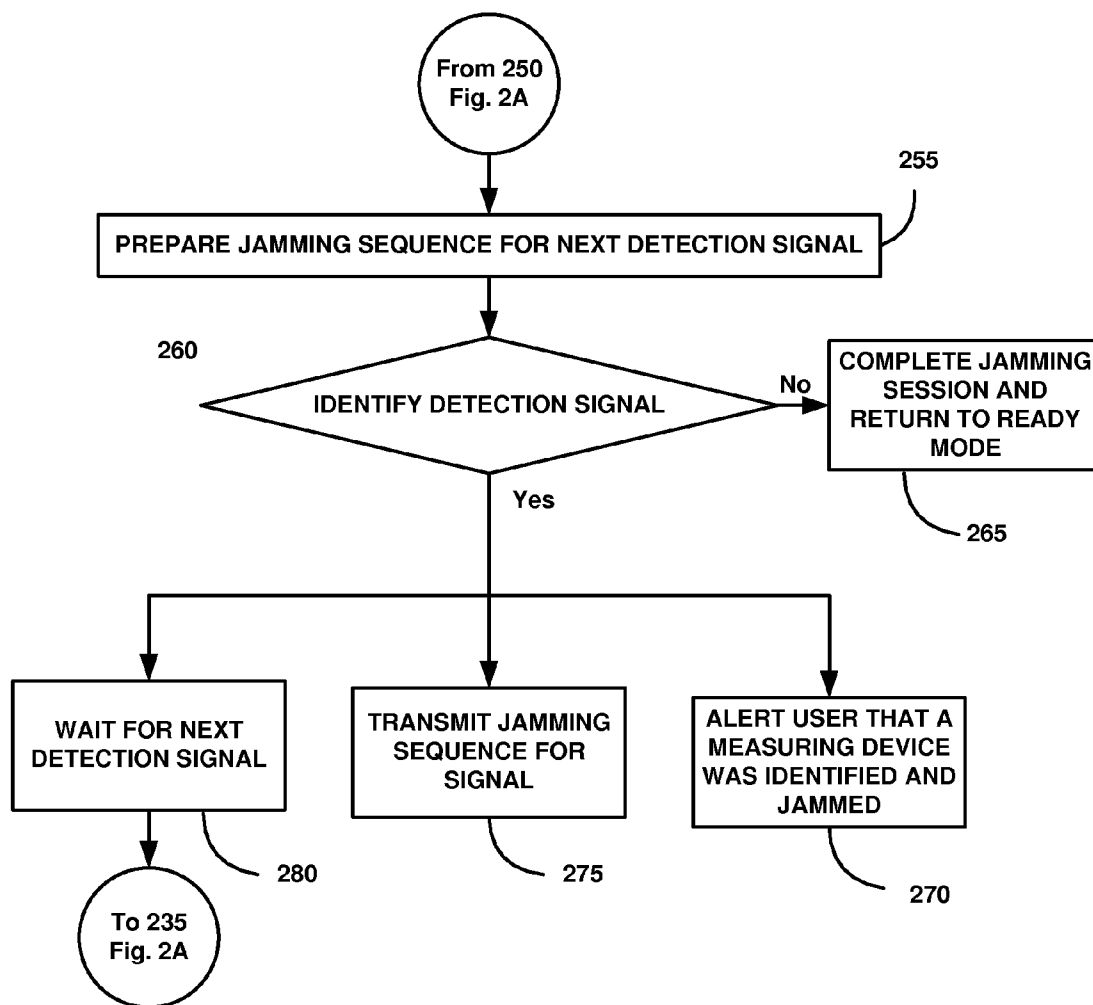 From 250
Fig. 2A
255
PREPARE JAMMING SEQUENCE FOR NEXT DETECTION SIGNAL
260
IDENTIFY DETECTION SIGNAL
No
COMPLETE JAMMING
SESSION AND
RETURN TO READY
MODE
Yes
265
WAIT FOR NEXT
DETECTION SIGNAL
TRANSMIT JAMMING
SEQUENCE FOR
SIGNAL
ALERT USER THAT A
MEASURING DEVICE
WAS IDENTIFIED AND
JAMMED
280
275
270
To 235
Fig. 2A